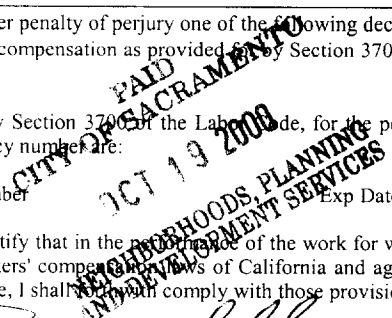 er penalty of perjury one of the following dec
compensation as provided for by Section 370
PAID
CITY OF SACRAMENTO
y Section 3700 of the Labor Code, for the p
cy number are:
OCT 19 2000
ber
Exp Dat
NEIGHBORHOODS, PLANNING
AND DEVELOPMENT SERVICES
tify that in the performance of the work for w
ers' compensation laws of California and ag
e, I shall forthwith comply with those provisi